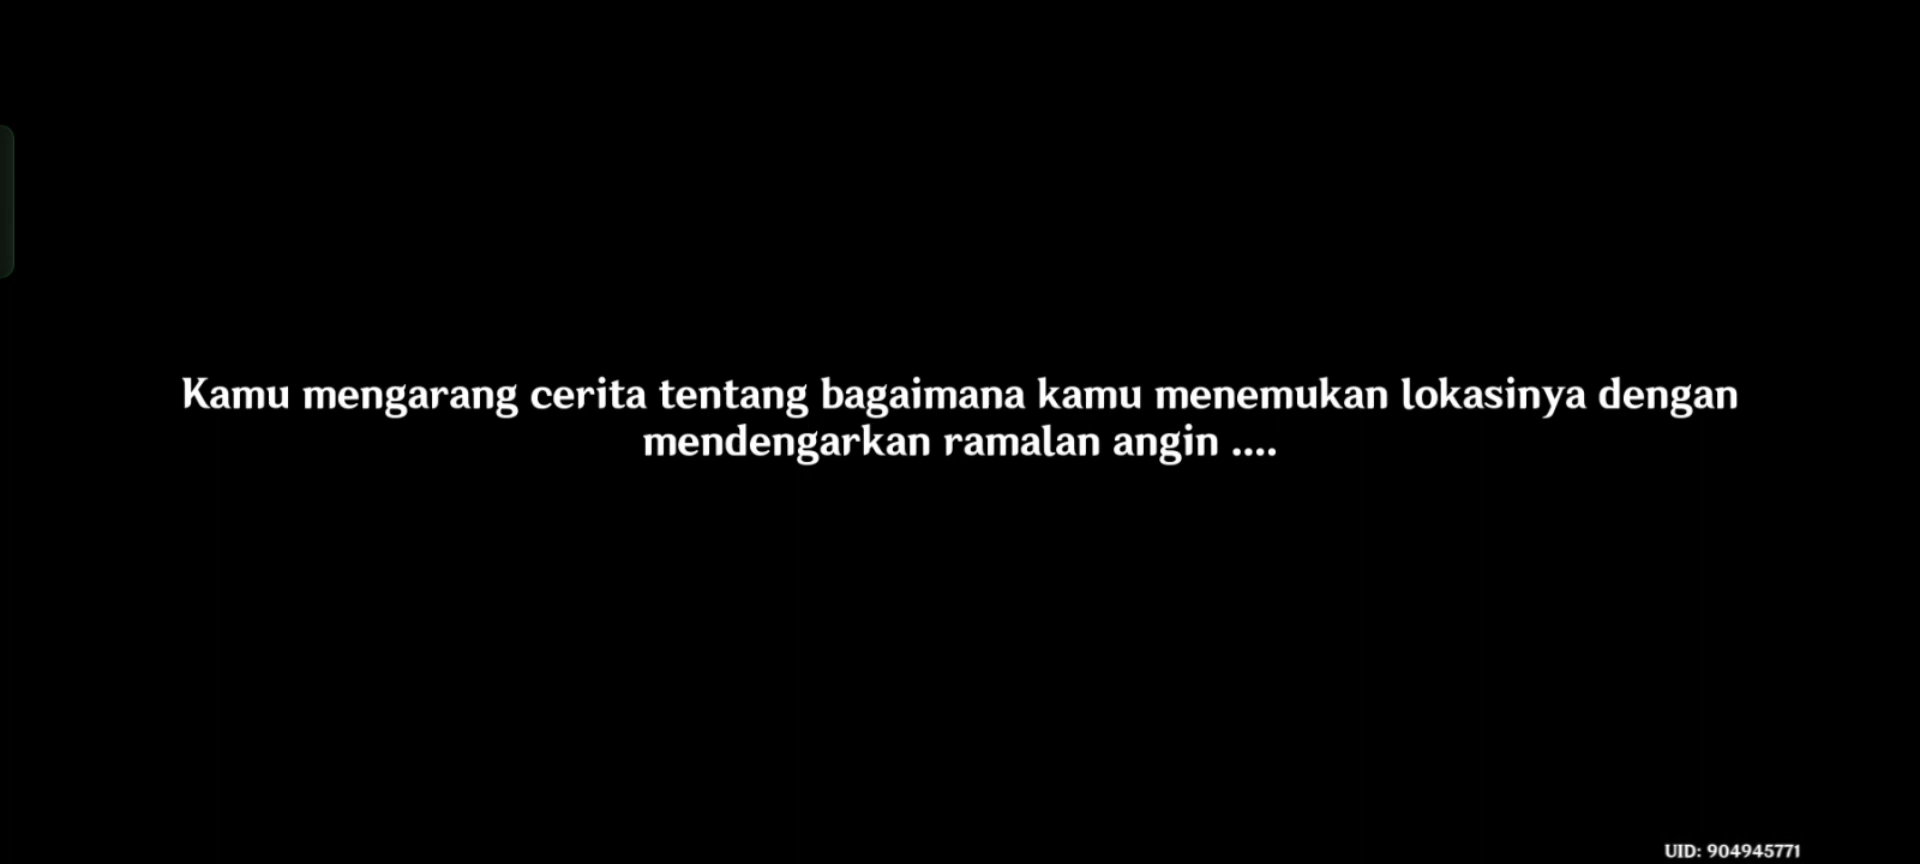 Kamu mengarang cerita tentang bagaimana kamu menemukan lokasinya dengan
mendengarkan ramalan angin ....
UID: 904945771